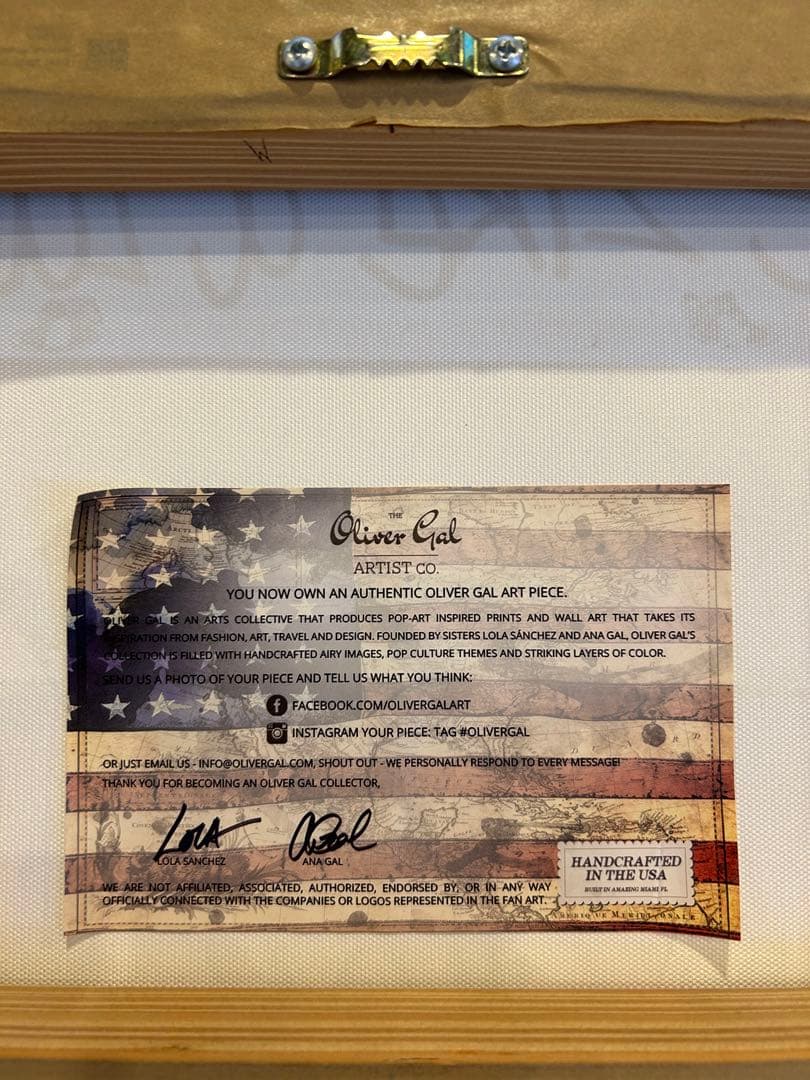 W
THE
Oliver Gal
ARTIST CO.
YOU NOW OWN AN AUTHENTIC OLIVER GAL ART PIECE.
OLIVER GAL IS AN ARTS COLLECTIVE THAT PRODUCES POP-ART INSPIRED PRINTS AND WALL ART THAT TAKES ITS
INSPIRATION FROM FASHION, ART, TRAVEL AND DESIGN. FOUNDED BY SISTERS LOLA SÁNCHEZ AND ANA GAL, OLIVER GAL'S
COLLECTION IS FILLED WITH HANDCRAFTED AIRY IMAGES, POP CULTURE THEMES AND STRIKING LAYERS OF COLOR.
SEND US A PHOTO OF YOUR PIECE AND TELL US WHAT YOU THINK:
FACEBOOK.COM/OLIVERGALART
INSTAGRAM YOUR PIECE: TAG #OLIVERGAL
OR JUST EMAIL US - INFO@OLIVERGAL.COM, SHOUT OUT - WE PERSONALLY RESPOND TO EVERY MESSAGE!
THANK YOU FOR BECOMING AN OLIVER GAL COLLECTOR,
LOLA
LOLA SANCHEZ
ANA GAL
WE ARE NOT AFFILIATED, ASSOCIATED, AUTHORIZED, ENDORSED BY, OR IN ANY WAY
OFFICIALLY CONNECTED WITH THE COMPANIES OR LOGOS REPRESENTED IN THE FAN ART.
HANDCRAFTED
IN THE USA
BUILT IN AMAZING MIAMI FL
AMERIQUE MERIDIONALE